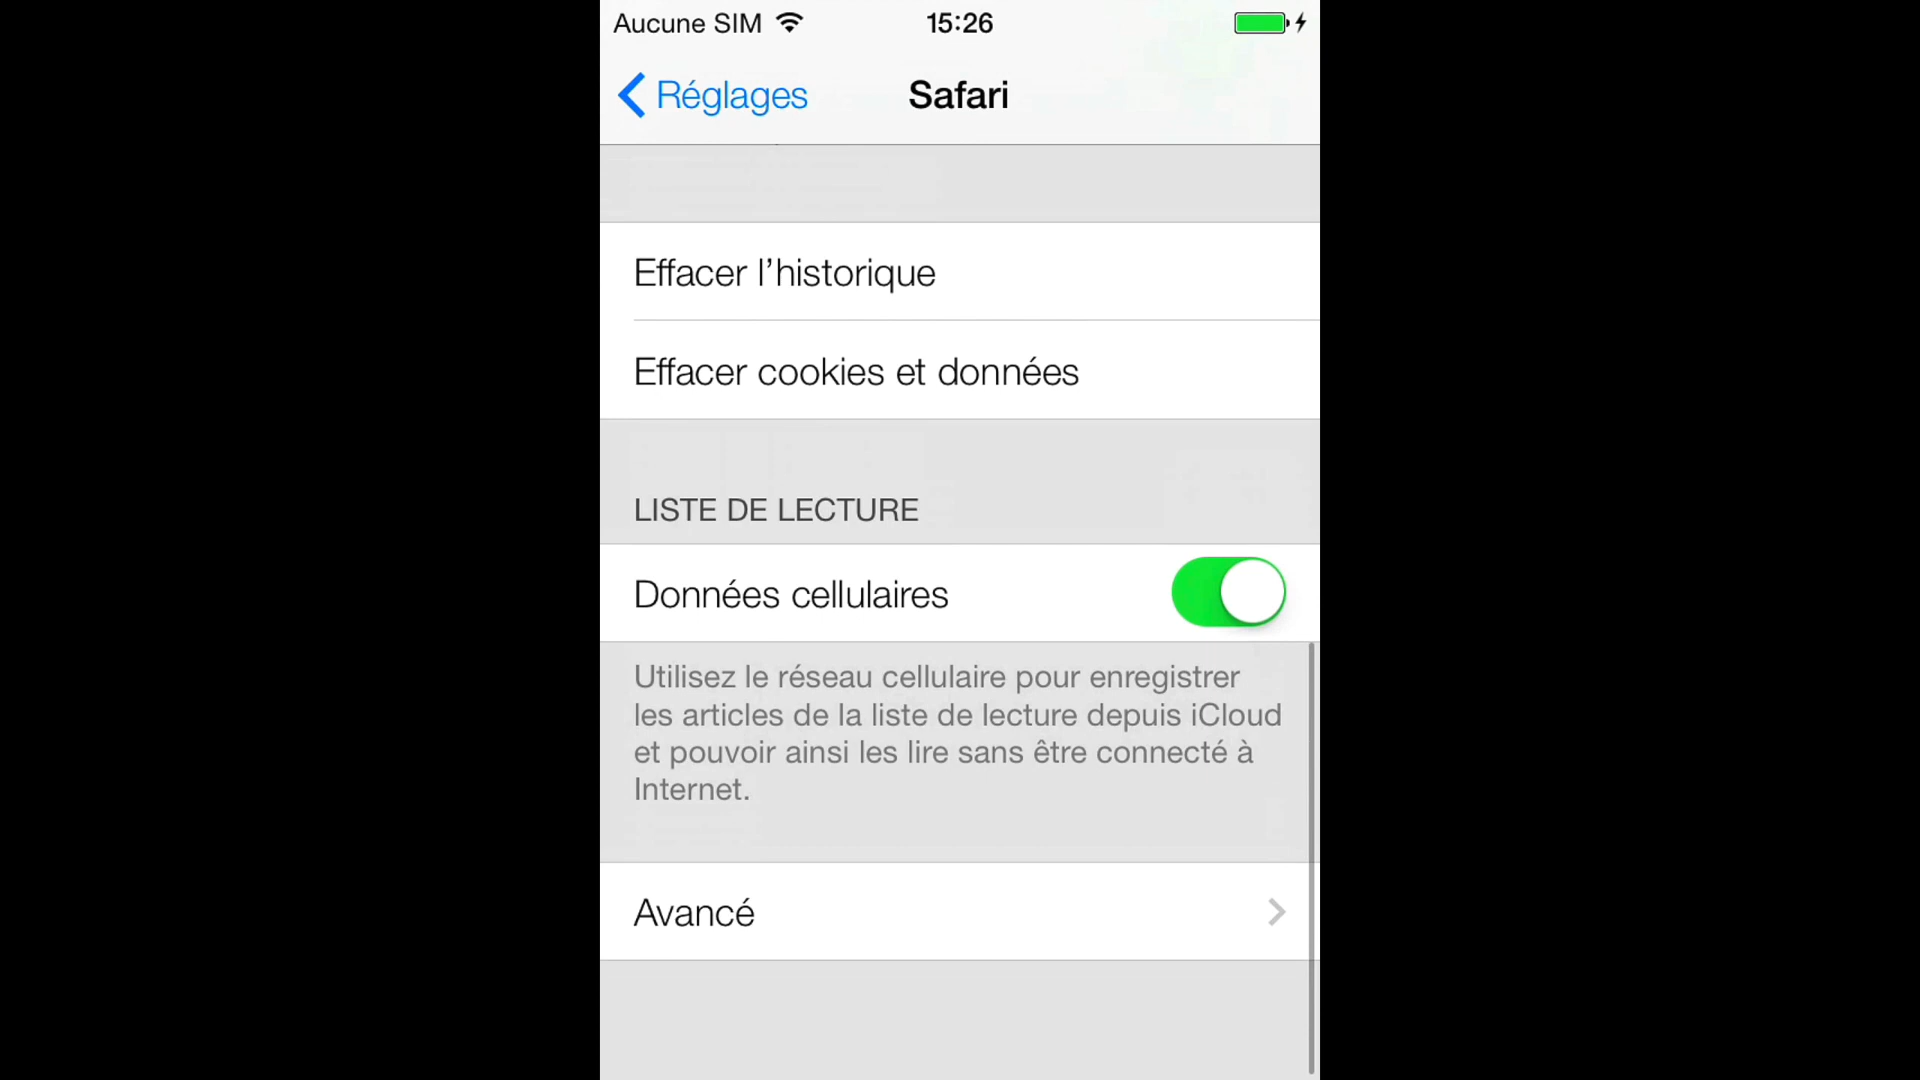 Aucune SIM 15:26
Réglages Safari
Effacer l’historique
Effacer cookies et données
LISTE DE LECTURE
Données cellulaires
Utilisez le réseau cellulaire pour enregistrer
les articles de la liste de lecture depuis iCloud
et pouvoir ainsi les lire sans être connecté à
Internet.
Avancé